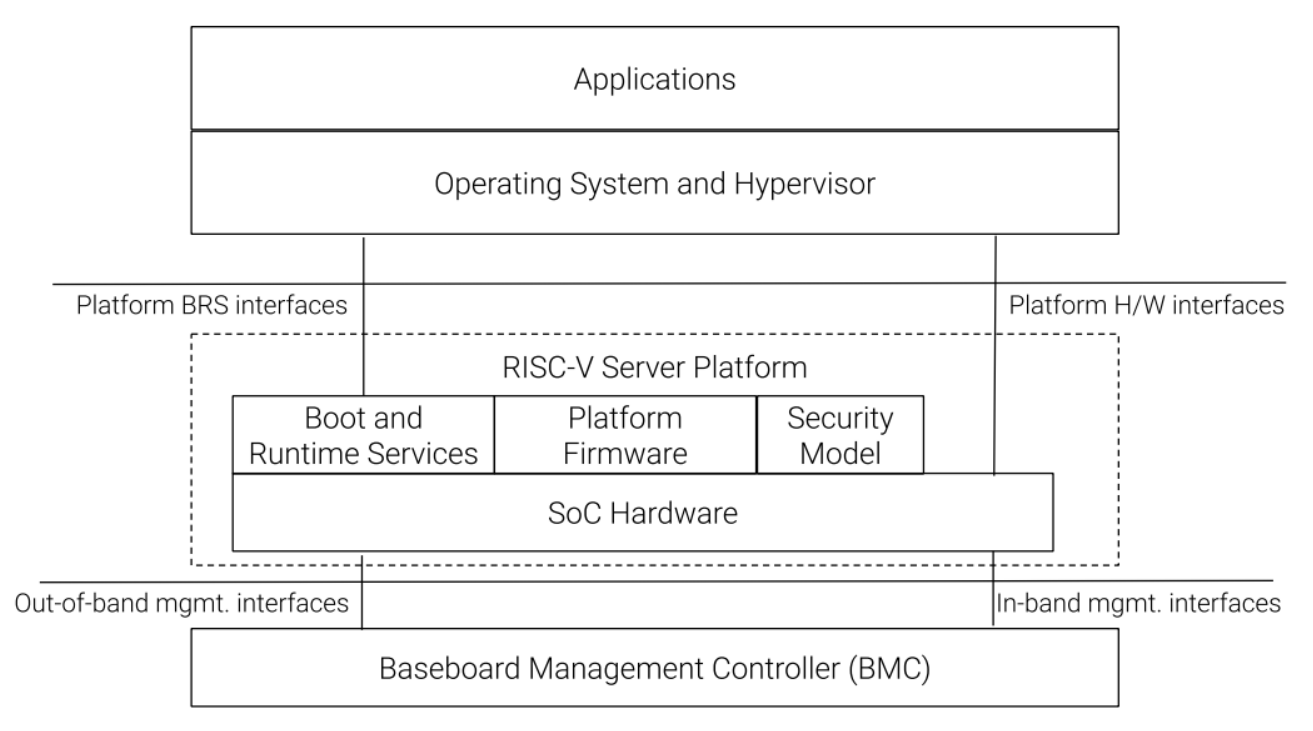 Applications
Operating System and Hypervisor
Platform BRS interfaces
Platform H/W interfaces
RISC-V Server Platform
Boot and
Runtime Services
Platform
Firmware
Security
Model
SoC Hardware
Out-of-band mgmt. interfaces
In-band mgmt. interfaces
Baseboard Management Controller (BMC)